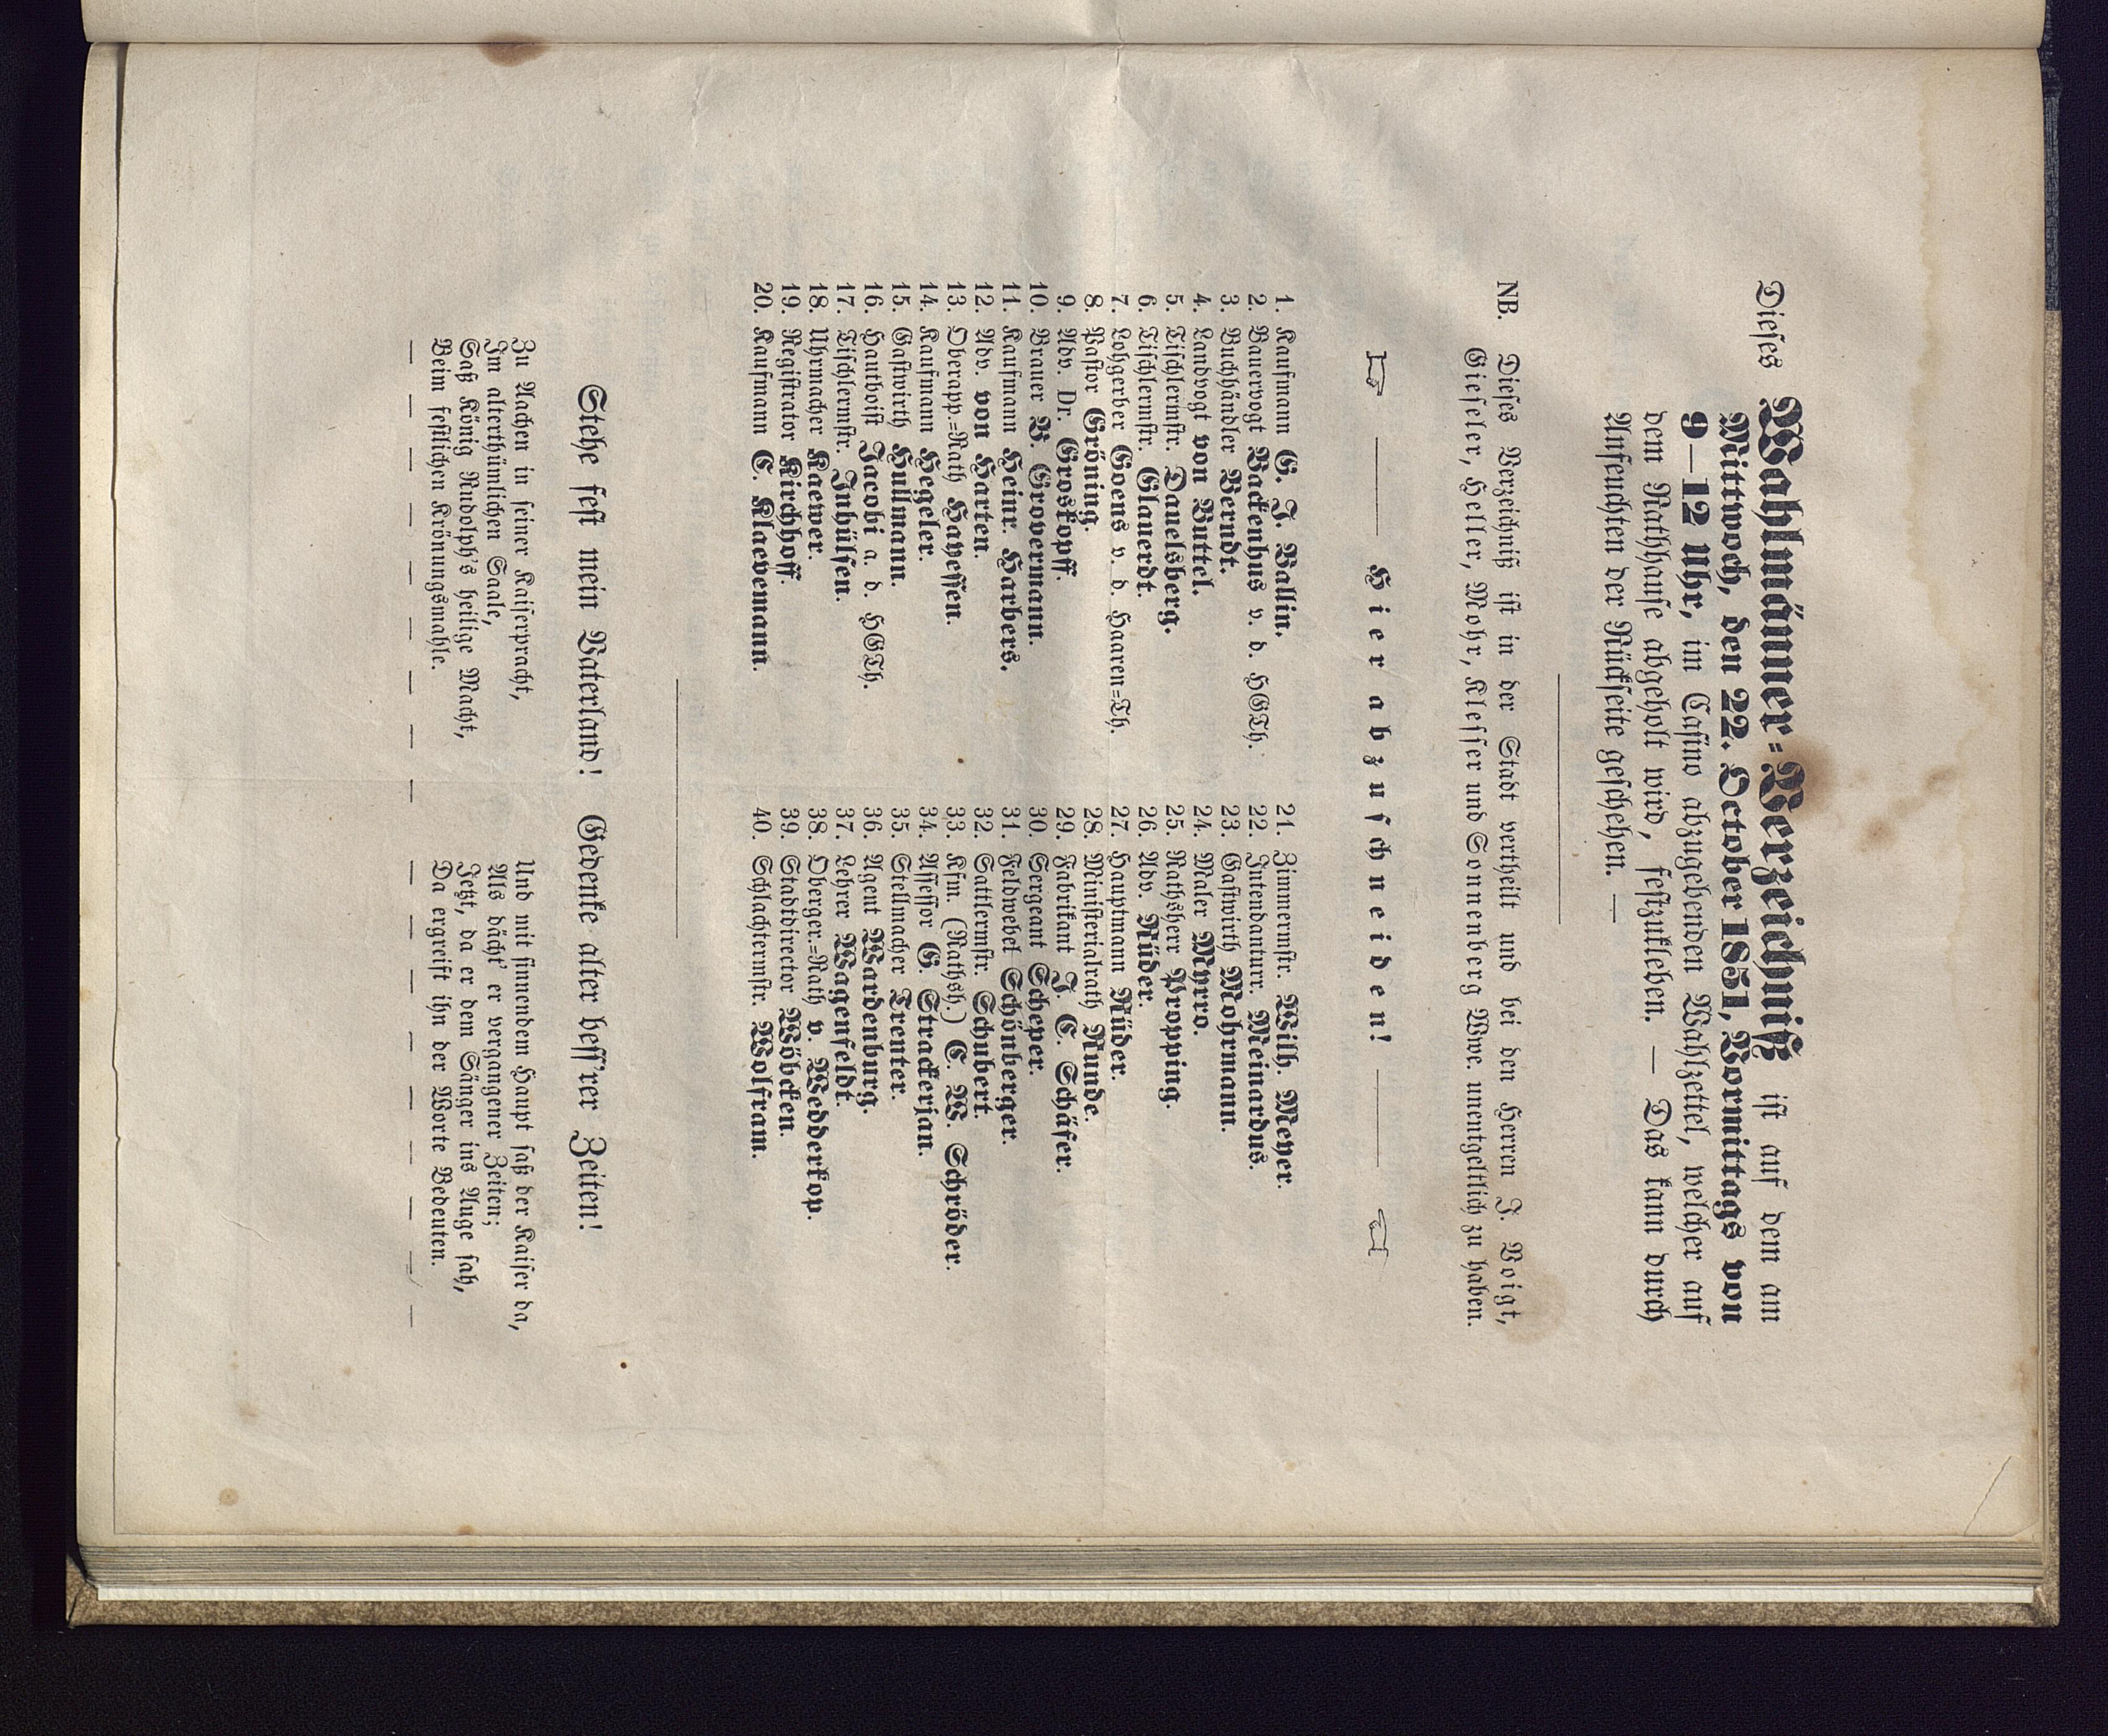 Dieses Wahlmänner=Verzeichniß ist auf dem am
Mittwoch, den 22. October 1851, Vormittags von
9—12 Uhr, im Casino abzugebenden Wahlzettel, welcher auf
dem Rathhause abgeholt wird, festzukleben. — Das kann durch
Anfeuchten der Rückseite geschehen. —
NB. Dieses Verzeichniß ist in der Stadt vertheilt und bei den Herren J. Voigt,
Gieseler, Heller, Mohr, Klesser und Sonnenberg Wwe. unentgeltlich zu haben.
Hier abzuschneiden!
1. Kaufmann G. J. Ballin.
2. Bauervogt Backenhus v. d. HGTh.
3. Buchhändler Berndt.
4. Landvogt von Buttel.
5. Tischlermstr. Dauelsberg.
6. Tischlermstr. Glauerdt.
7. Lohgerber Goens v. d. Haaren=Th.
8. Pastor Gröning.
9. Adv. Dr. Groskopff.
10. Brauer B. Grovermann.
11. Kaufmann Heinr. Harbers.
12. Adv. von Harten.
13. Oberapp=Rath Hayessen.
14. Kaufmann Hegeler.
15. Gastwirth Hullmann.
16. Hautboist Jacobi a. d. HGTh.
17. Tischlermstr. Inhülsen.
18. Uhrmacher Kaewer.
19. Registrator Kirchhoff.
20. Kaufmann C. Klaevemann.
21. Zimmermstr. Wilh. Meyer.
22. Intendanturr. Meinardus.
23. Gastwirth Mohrmann.
24. Maler Myrro.
25. Rathsherr Propping.
26. Adv. Rüder.
27. Hauptmann Rüder.
28. Ministerialrath Runde.
29. Fabrikant J. C. Schäfer.
30. Sergeant Scheper.
31. Feldwebel Schönberger.
32. Sattlermstr. Schubert.
33. Kfm. (Rathsh.) C. W. Schröder.
34. Assessor G. Strackerjan.
35. Stellmacher Trenter.
36. Agent Wardenburg.
37. Lehrer Wagenfeldt.
38. Oberger.=Rath v. Wedderkop.
39. Stadtdirector Wöbcken.
40. Schlachtermstr. Wolfram.
Stehe fest mein Vaterland! Gedenke alter bess'rer Zeiten!
Zu Aachen in seiner Kaiserpracht,
Im alterthümlichen Saale,
Saß König Rudolph's heilige Macht,
Beim festlichen Krönungsmahle.
— — — — — — — —
Und mit sinnendem Haupt saß der Kaiser da,
Als dächt' er vergangener Zeiten;
Jetzt, da er dem Sänger ins Auge sah,
Da ergreift ihn der Worte Bedeuten.
— — — — — — — — —